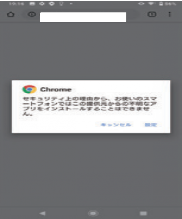 Chrome
セキュリティ上の理由から、お使いのスマ
ートフォンではこの提供元からの不明なア
プリをインストールすることはできませ
ん。
キャンセル 設定